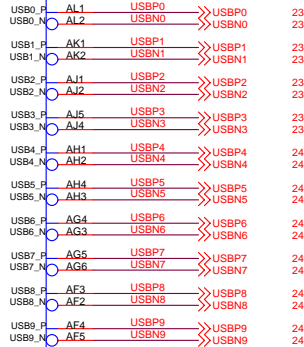 USB0_P AL1 USBP0 USBP0 23
USB0_N AL2 USBN0 USBN0 23
USB1_P AK1 USBP1 USBP1 23
USB1_N AK2 USBN1 USBN1 23
USB2_P AJ1 USBP2 USBP2 23
USB2_N AJ2 USBN2 USBN2 23
USB3_P AJ5 USBP3 USBP3 23
USB3_N AJ4 USBN3 USBN3 23
USB4_P AH1 USBP4 USBP4 24
USB4_N AH2 USBN4 USBN4 24
USB5_P AH4 USBP5 USBP5 24
USB5_N AH3 USBN5 USBN5 24
USB6_P AG4 USBP6 USBP6 24
USB6_N AG3 USBN6 USBN6 24
USB7_P AG5 USBP7 USBP7 24
USB7_N AG6 USBN7 USBN7 24
USB8_P AF3 USBP8 USBP8 24
USB8_N AF2 USBN8 USBN8 24
USB9_P AF4 USBP9 USBP9 24
USB9_N AF5 USBN9 USBN9 24